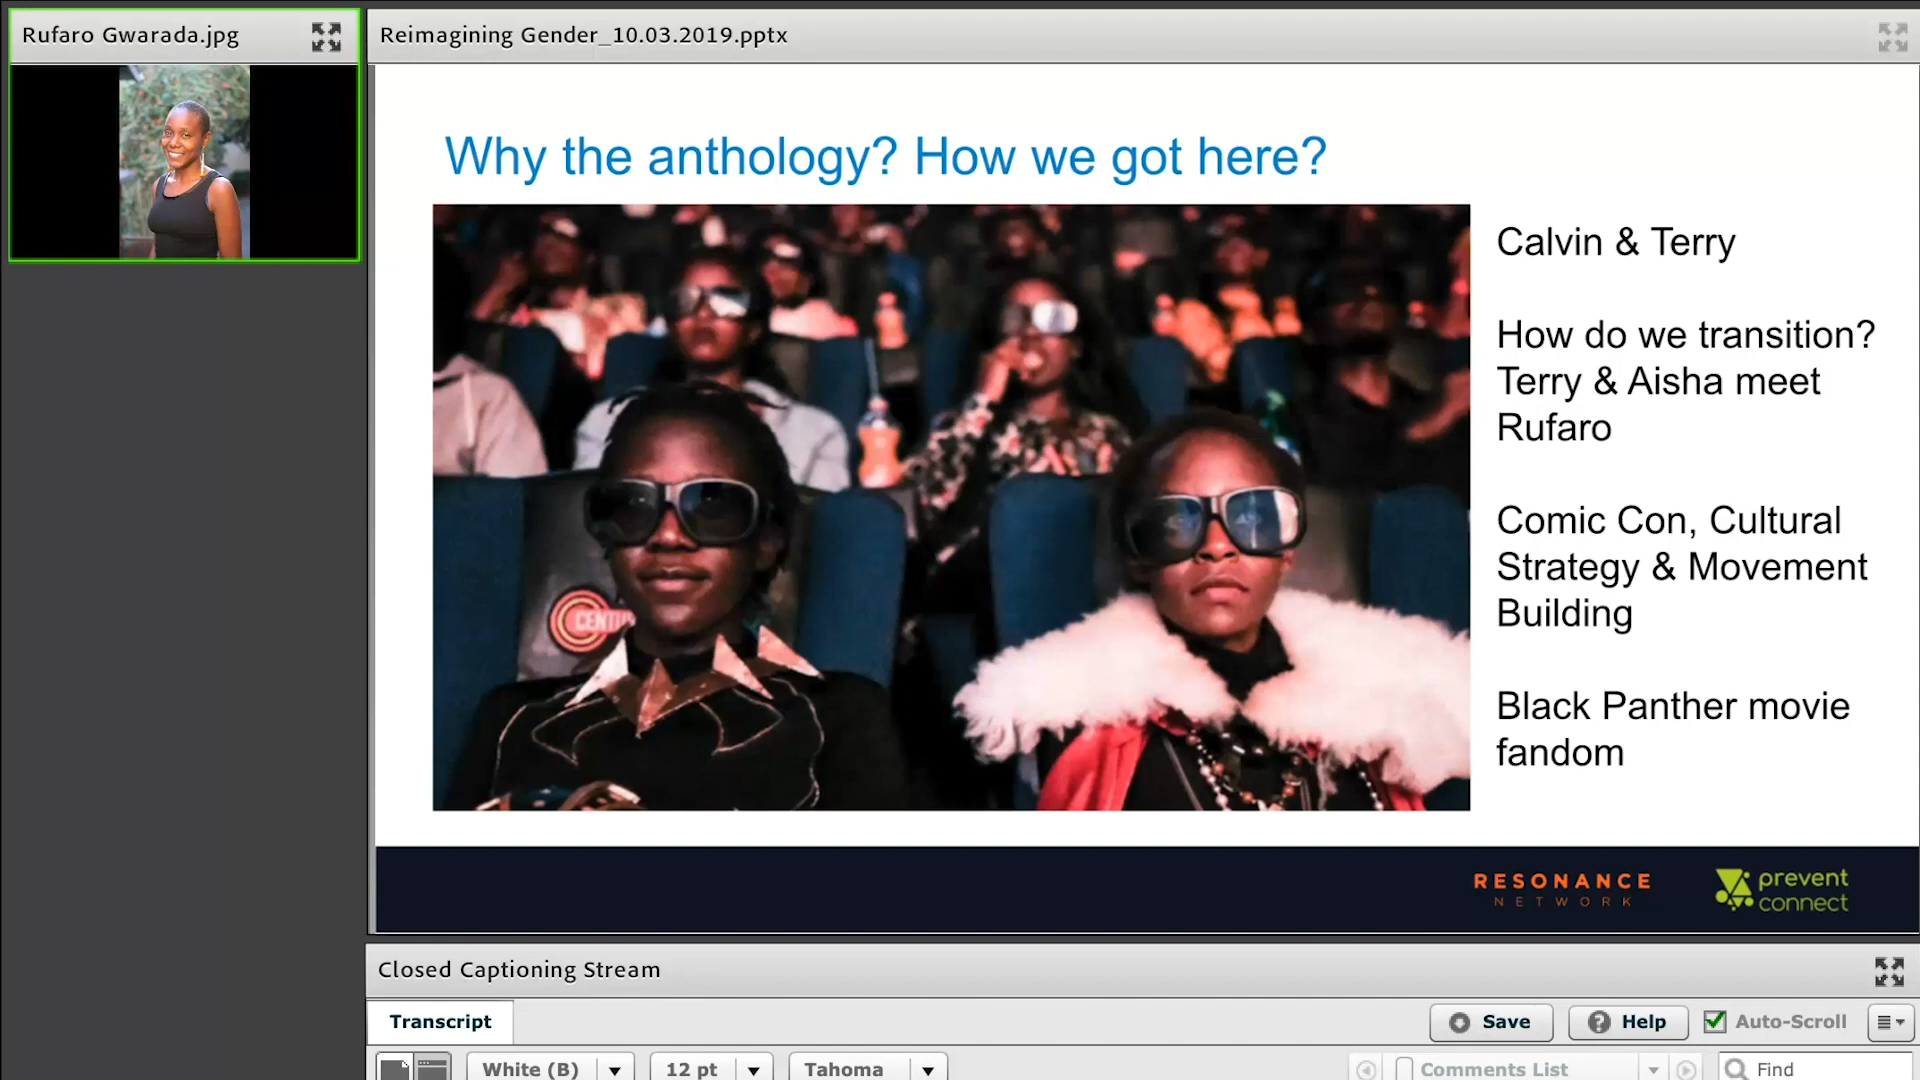 Rufaro Gwarada.jpg
Reimagining Gender_10.03.2019.pptx
Why the anthology? How we got here?
Calvin & Terry
How do we transition?
Terry & Aisha meet
Rufaro
Comic Con, Cultural
Strategy & Movement
Building
Black Panther movie
fandom
CENTU
RESONANCE
NETWORK
prevent
connect
Closed Captioning Stream
Transcript
Save
Help
Auto-Scroll
White (B)
12 pt
Tahoma
Comments List
Find